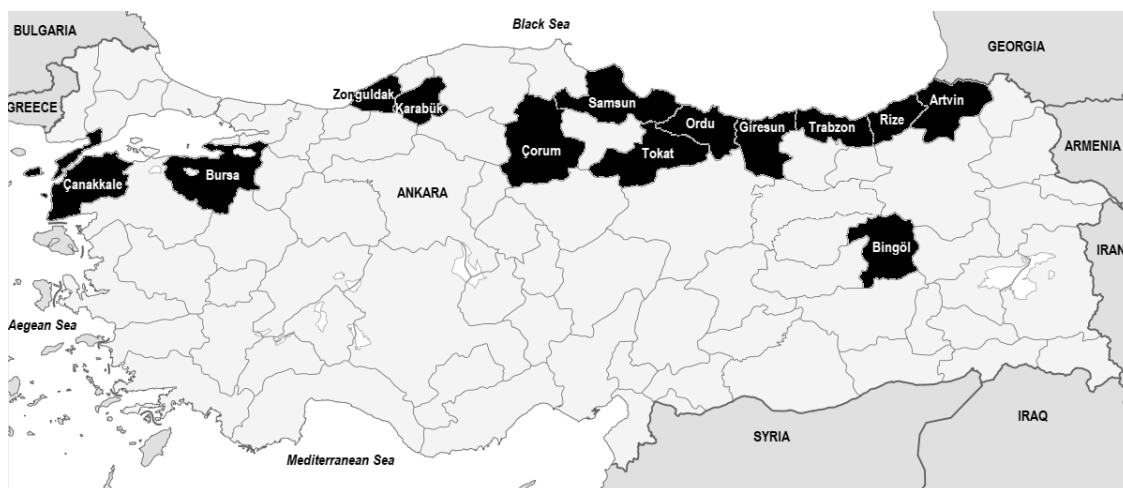 Black Sea
BULGARIA
GEORGIA
GREECE
Zonguldak
Karabük
Samsun
Artvin
Ordu
Giresun
Trabzon
Rize
Çorum
Tokat
ARMENIA
Çanakkale
Bursa
ANKARA
Bingöl
IRAN
Aegean Sea
Mediterranean Sea
SYRIA
IRAQ